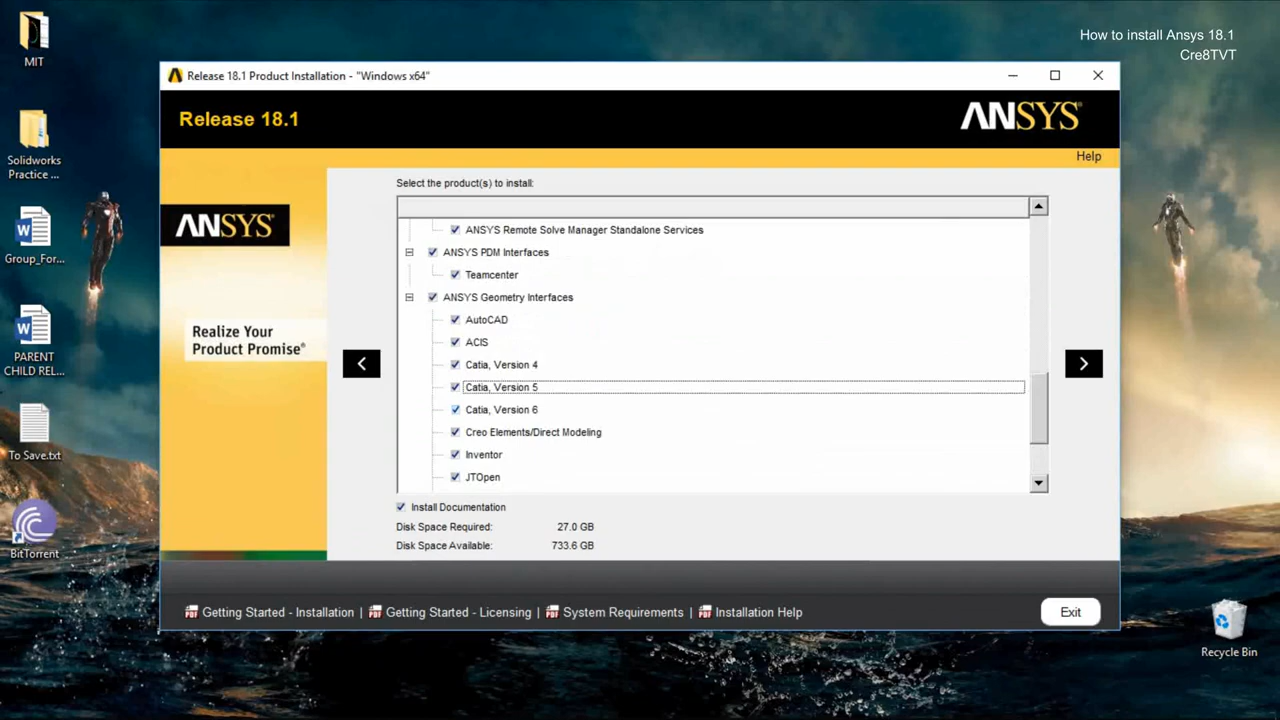 How to install Ansys 18.1
Cre8TVT
MIT
Solidworks
Practice ...
Group_For...
PARENT
CHILD REL...
To Save.txt
BitTorrent
Release 18.1 Product Installation - "Windows x64"
Release 18.1
ANSYS
Help
ANSYS
Realize Your
Product Promise®
Select the product(s) to install:
ANSYS Remote Solve Manager Standalone Services
ANSYS PDM Interfaces
Teamcenter
ANSYS Geometry Interfaces
AutoCAD
ACIS
Catia, Version 4
Catia, Version 5
Catia, Version 6
Creo Elements/Direct Modeling
Inventor
JTOpen
Install Documentation
Disk Space Required: 27.0 GB
Disk Space Available: 733.6 GB
Getting Started - Installation | Getting Started - Licensing | System Requirements | Installation Help
Exit
Recycle Bin